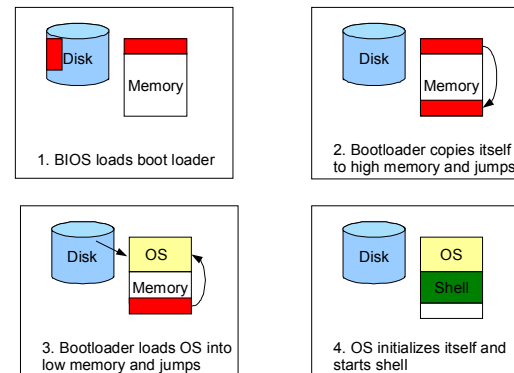 Disk
Memory
1. BIOS loads boot loader
Disk
Memory
2. Bootloader copies itself
to high memory and jumps
Disk
OS
Memory
3. Bootloader loads OS into
low memory and jumps
Disk
OS
Shell
4. OS initializes itself and
starts shell